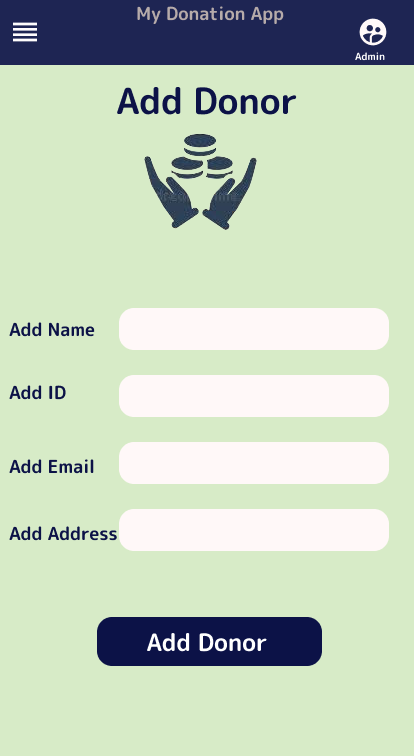 My Donation App
Admin
Add Donor
Add Name
Add ID
Add Email
Add Address
Add Donor